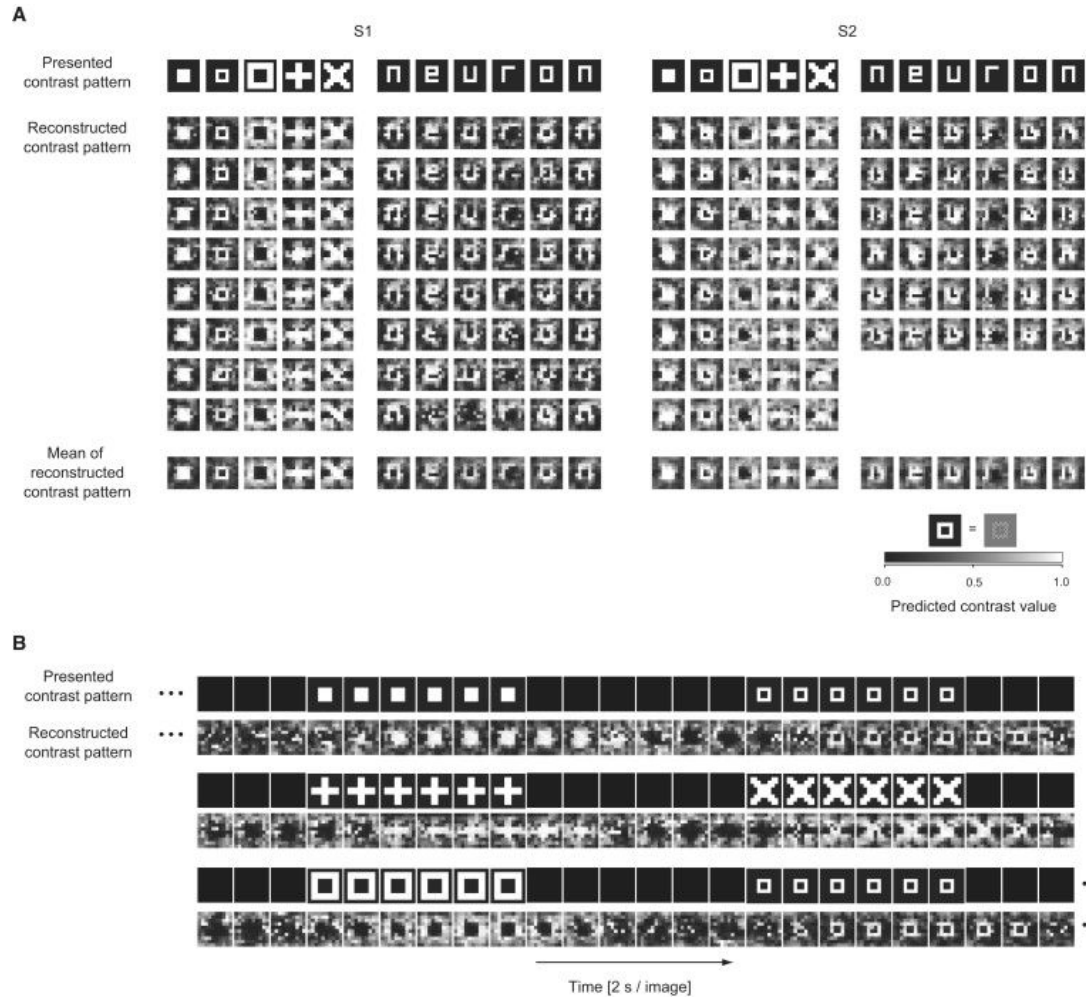 A
S1
S2
Presented
contrast pattern
n e u r o n
n e u r o n
Reconstructed
contrast pattern
Mean of
reconstructed
contrast pattern
=
0.0
0.5
1.0
Predicted contrast value
B
Presented
contrast pattern
•••
Reconstructed
contrast pattern
•••
Time [2 s / image]